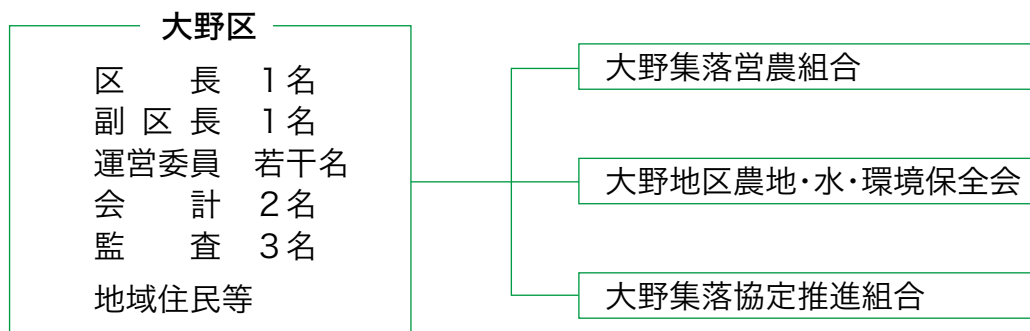 大野区
区長 1名
副区長 1名
運営委員 若干名
会計 2名
監査 3名
地域住民等
大野集落営農組合
大野地区農地・水・環境保全会
大野集落協定推進組合